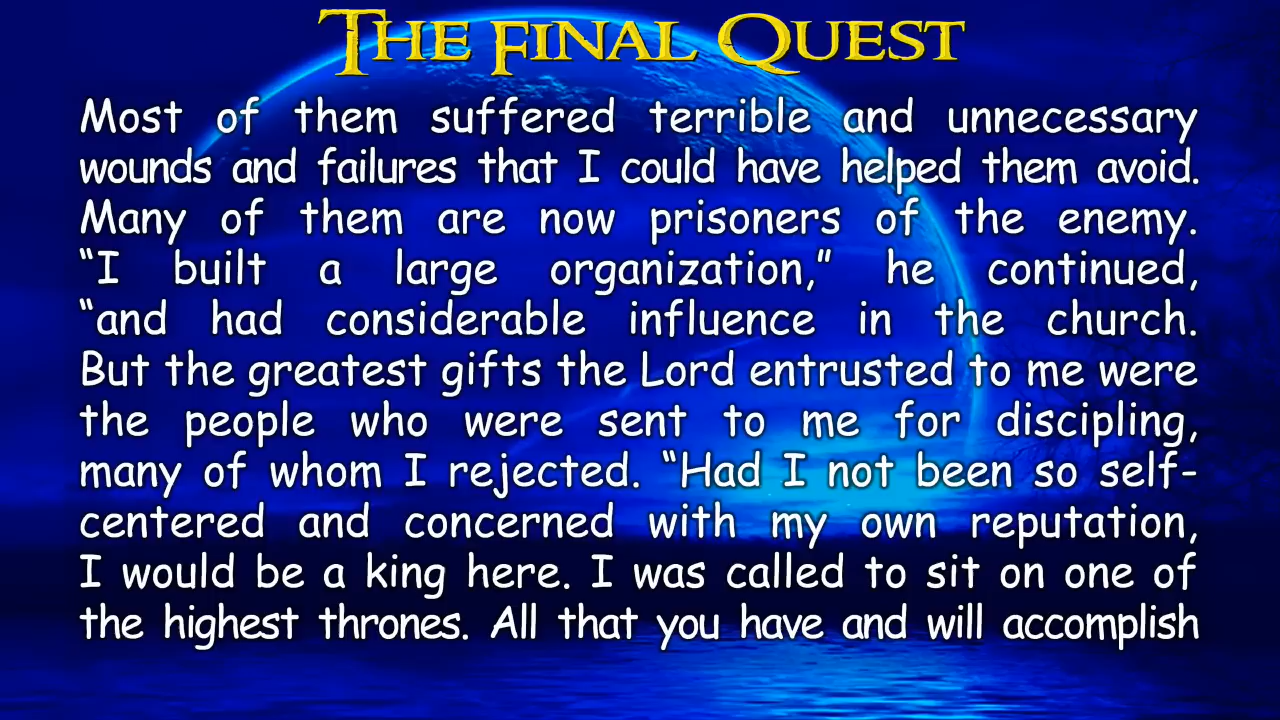 THE FINAL QUEST
Most of them suffered terrible and unnecessary
wounds and failures that I could have helped them avoid.
Many of them are now prisoners of the enemy.
“I built a large organization,” he continued,
“and had considerable influence in the church.
But the greatest gifts the Lord entrusted to me were
the people who were sent to me for discipling,
many of whom I rejected. “Had I not been so self-
centered and concerned with my own reputation,
I would be a king here. I was called to sit on one of
the highest thrones. All that you have and will accomplish